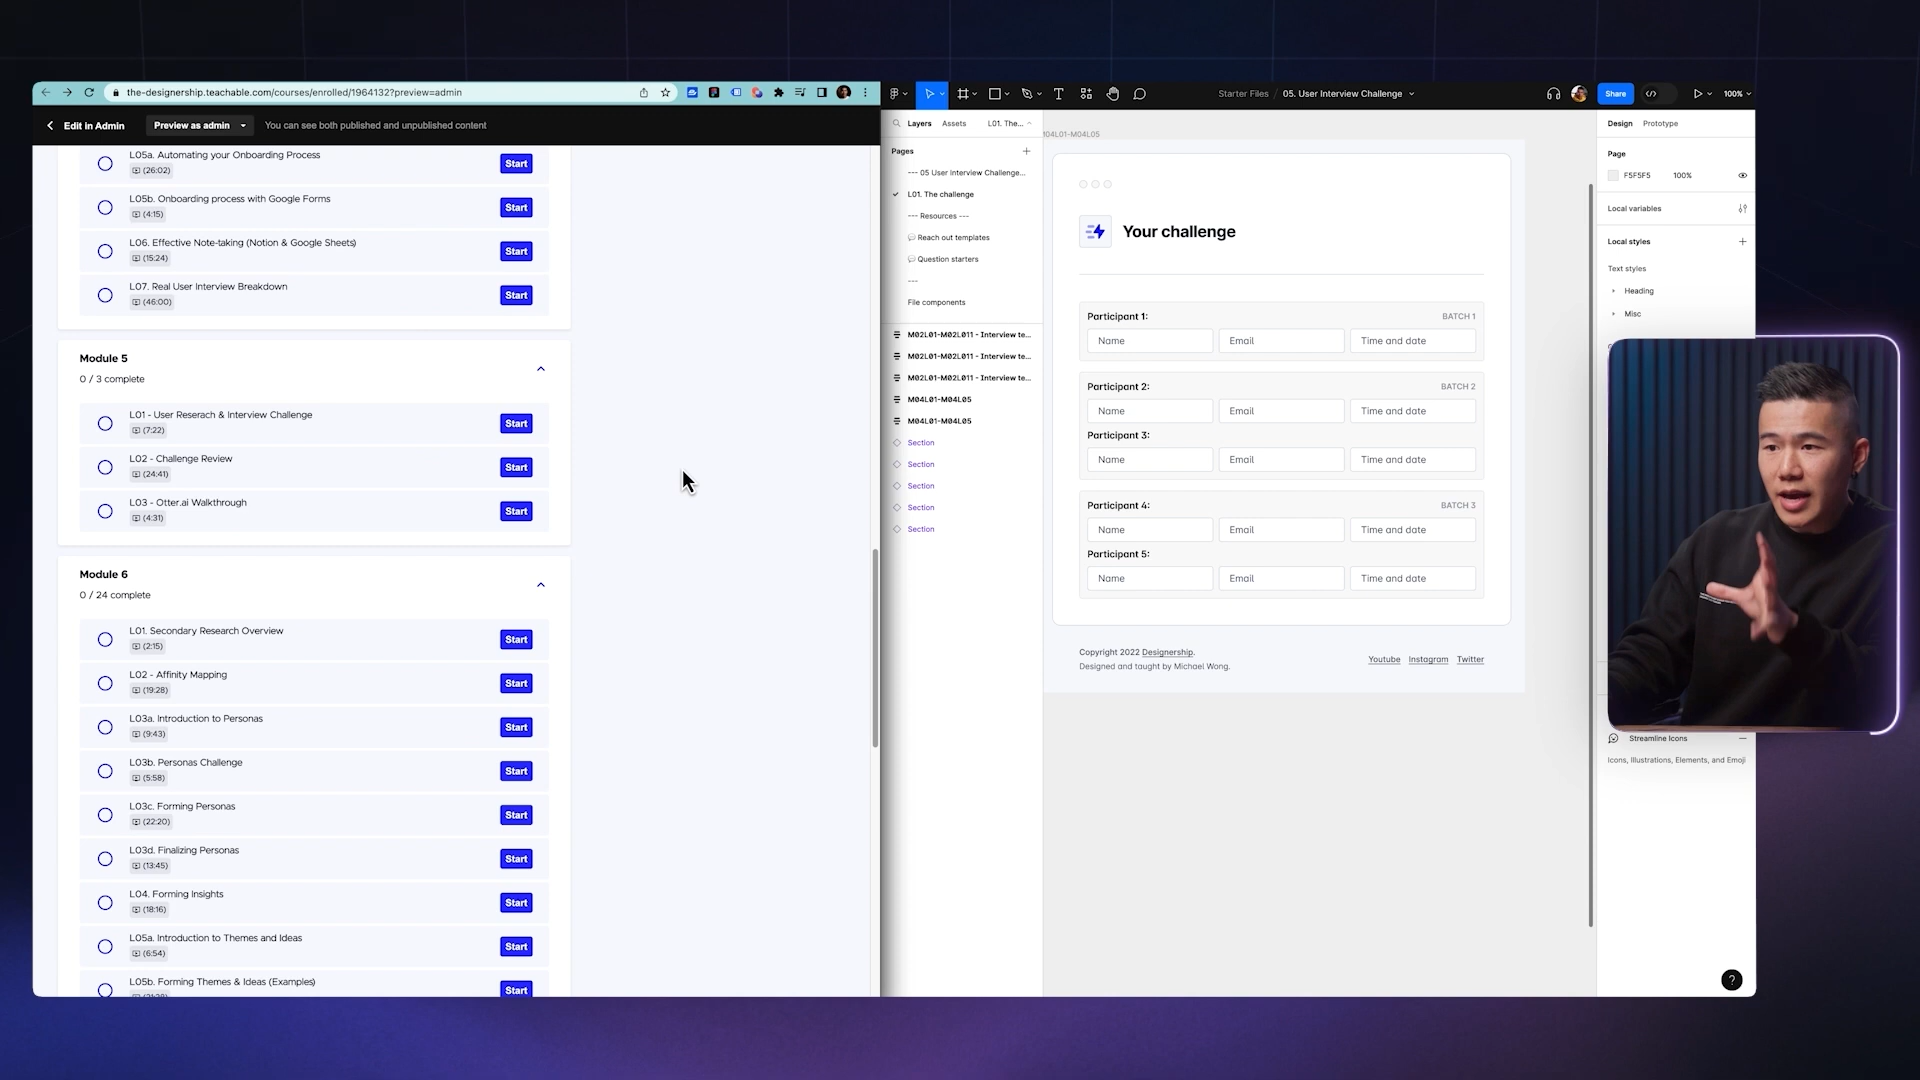 the-designership.teachable.com/courses/enrolled/1964132?preview=admin
Edit in Admin
Preview as admin
You can see both published and unpublished content
L05a. Automating your Onboarding Process
(26:02)
Start
L05b. Onboarding process with Google Forms
(4:15)
Start
L06. Effective Note-taking (Notion & Google Sheets)
(15:24)
Start
L07. Real User Interview Breakdown
(46:00)
Start
Module 5
0 / 3 complete
L01 - User Reserach & Interview Challenge
(7:22)
Start
L02 - Challenge Review
(24:41)
Start
L03 - Otter.ai Walkthrough
(4:31)
Start
Module 6
0 / 24 complete
L01. Secondary Research Overview
(2:15)
Start
L02 - Affinity Mapping
(19:28)
Start
L03a. Introduction to Personas
(9:43)
Start
L03b. Personas Challenge
(5:58)
Start
L03c. Forming Personas
(22:20)
Start
L03d. Finalizing Personas
(13:45)
Start
L04. Forming Insights
(18:16)
Start
L05a. Introduction to Themes and Ideas
(6:54)
Start
L05b. Forming Themes & Ideas (Examples)
Start
Starter Files / 05. User Interview Challenge
Share
100%
Layers
Assets
L01. The...
Pages
--- 05 User Interview Challenge...
L01. The challenge
--- Resources ---
Reach out templates
Question starters
---
File components
M02L01-M02L011 - Interview te...
M02L01-M02L011 - Interview te...
M02L01-M02L011 - Interview te...
M04L01-M04L05
M04L01-M04L05
Section
Section
Section
Section
Section
M04L01-M04L05
Your challenge
Participant 1:
BATCH 1
Name
Email
Time and date
Participant 2:
BATCH 2
Name
Email
Time and date
Participant 3:
Name
Email
Time and date
Participant 4:
BATCH 3
Name
Email
Time and date
Participant 5:
Name
Email
Time and date
Copyright 2022 Designership.
Designed and taught by Michael Wong.
Youtube
Instagram
Twitter
Design
Prototype
Page
F5F5F5
100%
Local variables
Local styles
Text styles
Heading
Misc
Streamline Icons
Icons, Illustrations, Elements, and Emoji
?